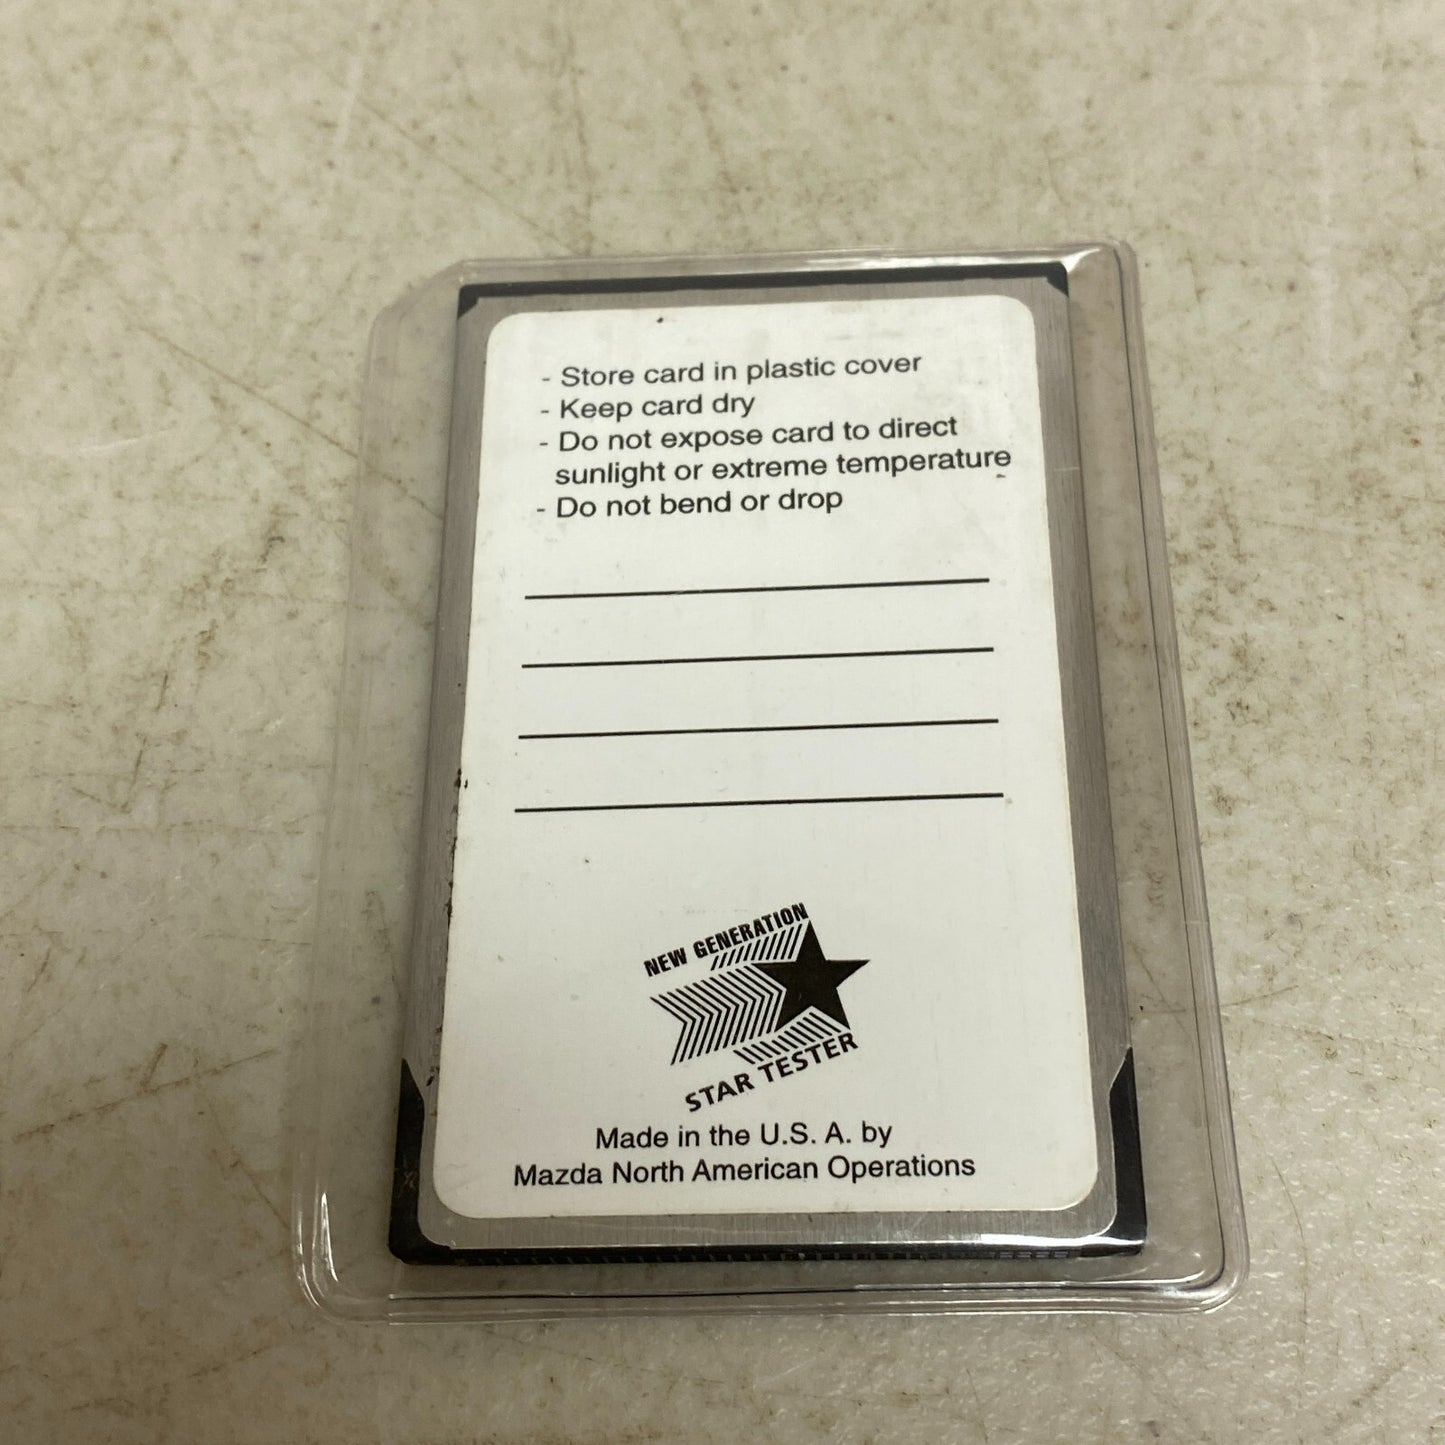 - Store card in plastic cover
- Keep card dry
- Do not expose card to direct
sunlight or extreme temperature
- Do not bend or drop
NEW GENERATION
STAR TESTER
Made in the U.S. A. by
Mazda North American Operations